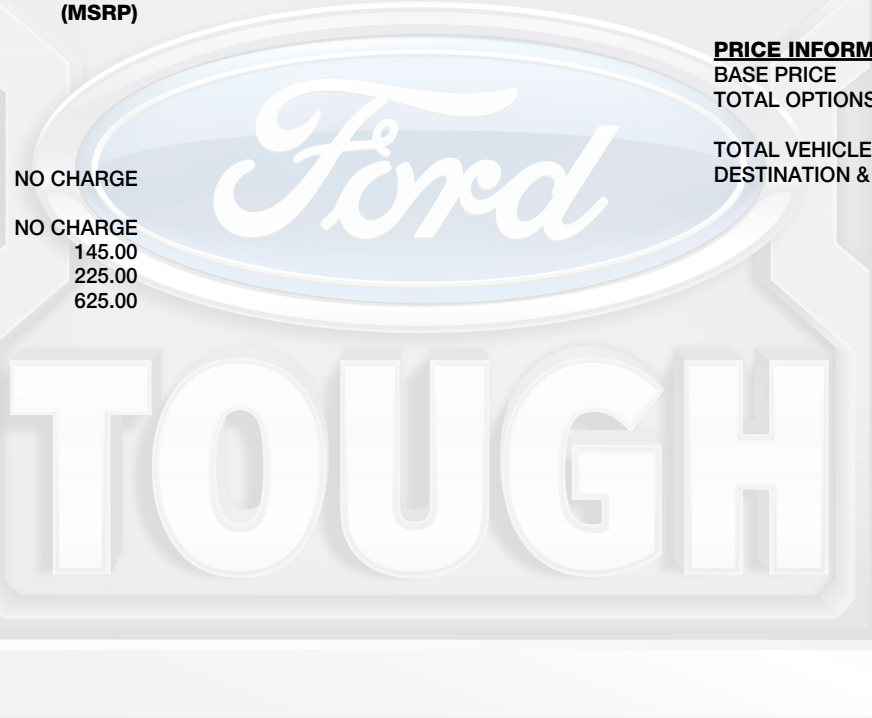 (MSRP)
NO CHARGE
NO CHARGE
145.00
225.00
625.00
PRICE INFORM
BASE PRICE
TOTAL OPTIONS
TOTAL VEHICLE
DESTINATION &
Ford
TOUGH